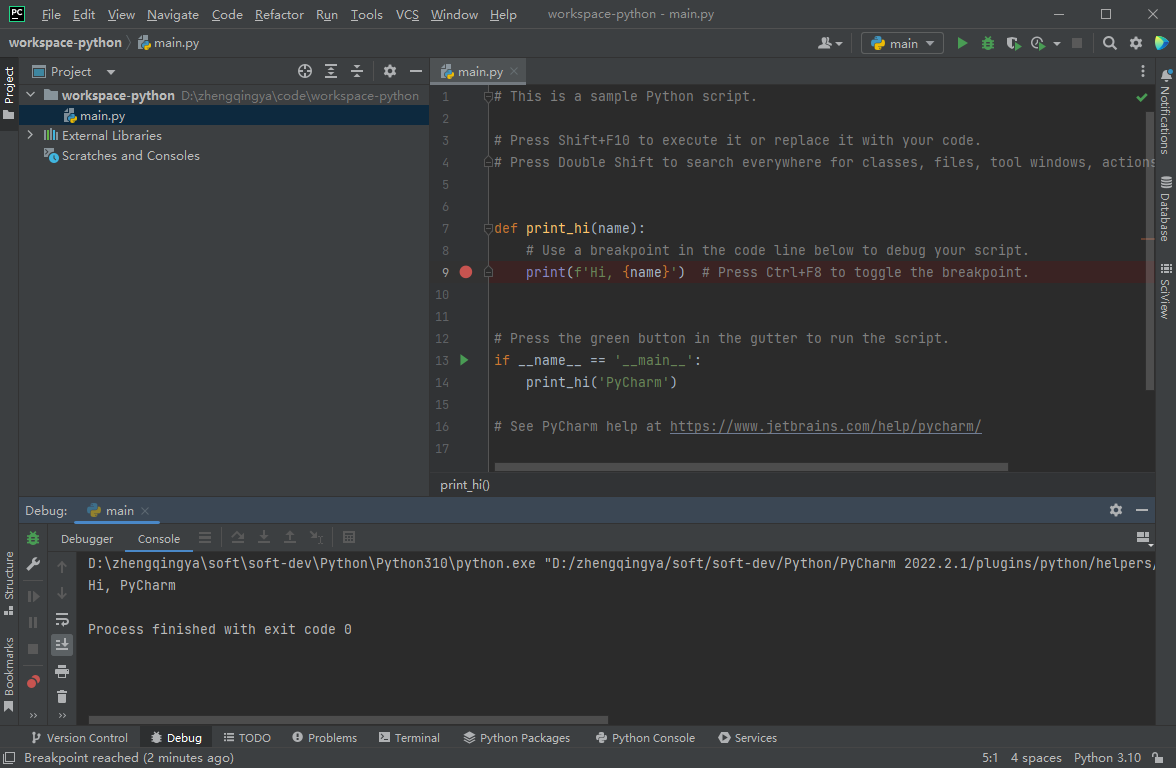 PC File Edit View Navigate Code Refactor Run Tools VCS Window Help workspace-python - main.py
workspace-python main.py main
Project
Project
workspace-python D:\zhengqingya\code\workspace-python
main.py
External Libraries
Scratches and Consoles
main.py
1 # This is a sample Python script.
2
3 # Press Shift+F10 to execute it or replace it with your code.
4 # Press Double Shift to search everywhere for classes, files, tool windows, actions
5
6
7 def print_hi(name):
8 # Use a breakpoint in the code line below to debug your script.
9 print(f'Hi, {name}') # Press Ctrl+F8 to toggle the breakpoint.
10
11
12 # Press the green button in the gutter to run the script.
13 if __name__ == '__main__':
14 print_hi('PyCharm')
15
16 # See PyCharm help at https://www.jetbrains.com/help/pycharm/
17
print_hi()
Notifications
Database
SciView
Debug: main
Debugger Console
D:\zhengqingya\soft\soft-dev\Python\Python310\python.exe "D:/zhengqingya/soft/soft-dev/Python/PyCharm 2022.2.1/plugins/python/helpers/
Hi, PyCharm
Process finished with exit code 0
Structure
Bookmarks
Version Control Debug TODO Problems Terminal Python Packages Python Console Services
Breakpoint reached (2 minutes ago) 5:1 4 spaces Python 3.10